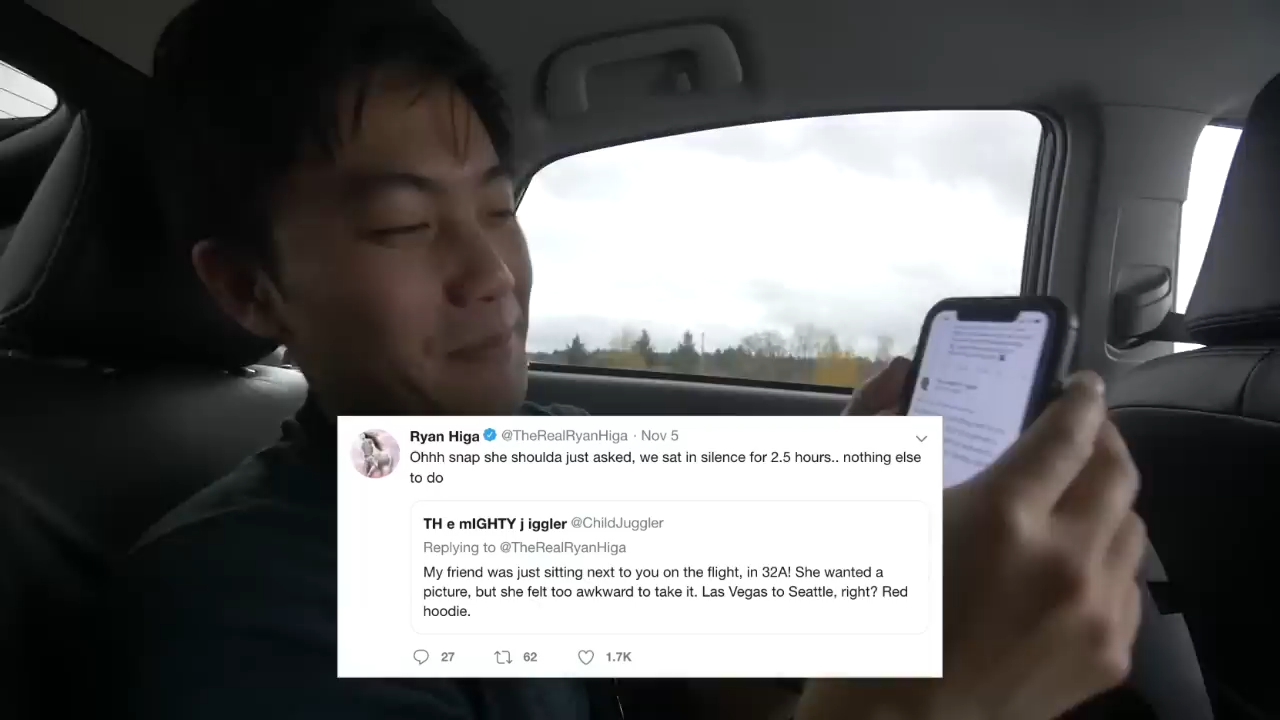 Ryan Higa @TheRealRyanHiga · Nov 5
Ohhh snap she shoulda just asked, we sat in silence for 2.5 hours.. nothing else
to do
TH e mIGHTY j iggler @ChildJuggler
Replying to @TheRealRyanHiga
My friend was just sitting next to you on the flight, in 32A! She wanted a
picture, but she felt too awkward to take it. Las Vegas to Seattle, right? Red
hoodie.
27 62 1.7K